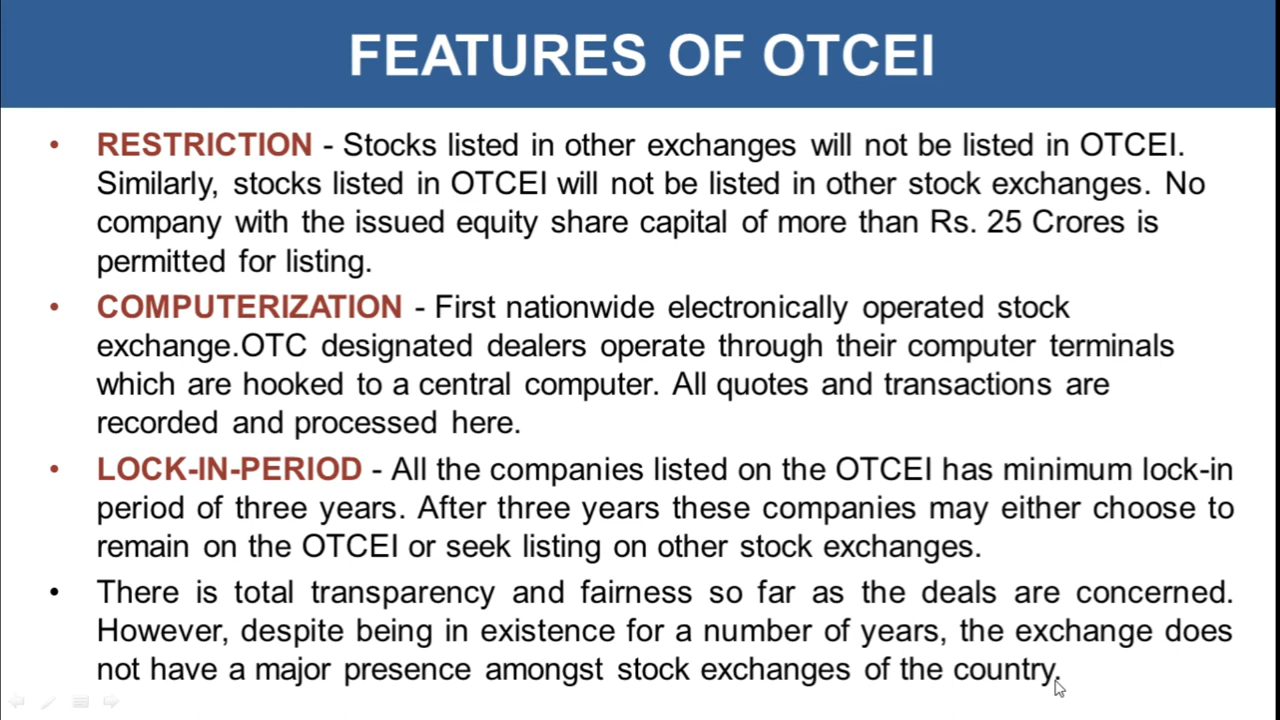 FEATURES OF OTCEI
• RESTRICTION - Stocks listed in other exchanges will not be listed in OTCEI.
Similarly, stocks listed in OTCEI will not be listed in other stock exchanges. No
company with the issued equity share capital of more than Rs. 25 Crores is
permitted for listing.
• COMPUTERIZATION - First nationwide electronically operated stock
exchange.OTC designated dealers operate through their computer terminals
which are hooked to a central computer. All quotes and transactions are
recorded and processed here.
• LOCK-IN-PERIOD - All the companies listed on the OTCEI has minimum lock-in
period of three years. After three years these companies may either choose to
remain on the OTCEI or seek listing on other stock exchanges.
• There is total transparency and fairness so far as the deals are concerned.
However, despite being in existence for a number of years, the exchange does
not have a major presence amongst stock exchanges of the country.